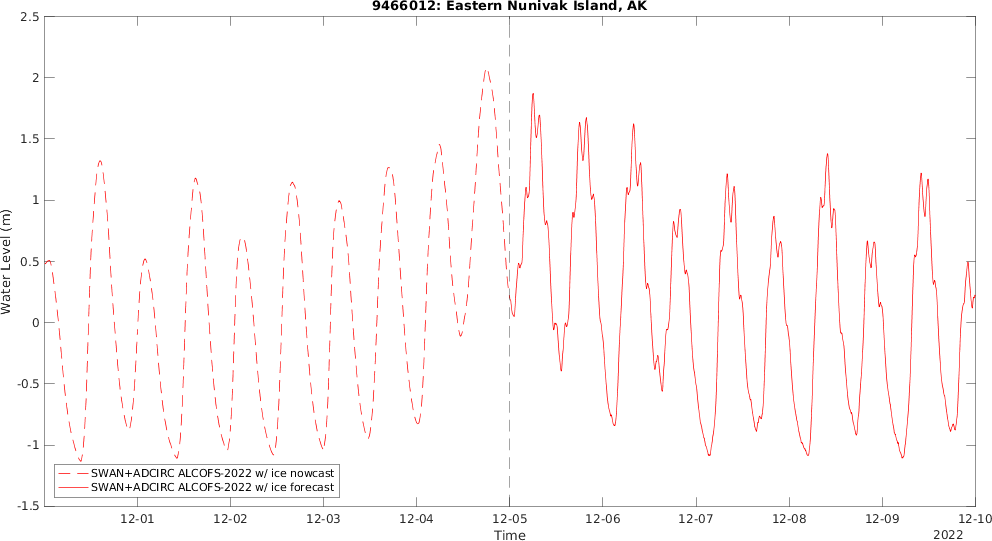 9466012: Eastern Nunivak Island, AK
2.5
2
1.5
1
0.5
0
-0.5
-1
-1.5
Water Level (m)
SWAN+ADCIRC ALCOFS-2022 w/ ice nowcast
SWAN+ADCIRC ALCOFS-2022 w/ ice forecast
12-01 12-02 12-03 12-04 12-05 12-06 12-07 12-08 12-09 12-10
Time
2022